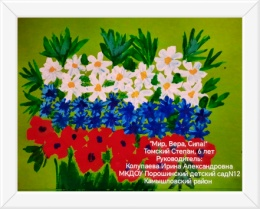 "Мир, Вера, Сила!"
Томский Степан, 6 лет
Руководитель:
Колупаева Ирина Александровна
МКДОУ Порошинский детский сад№12
Камышловский район